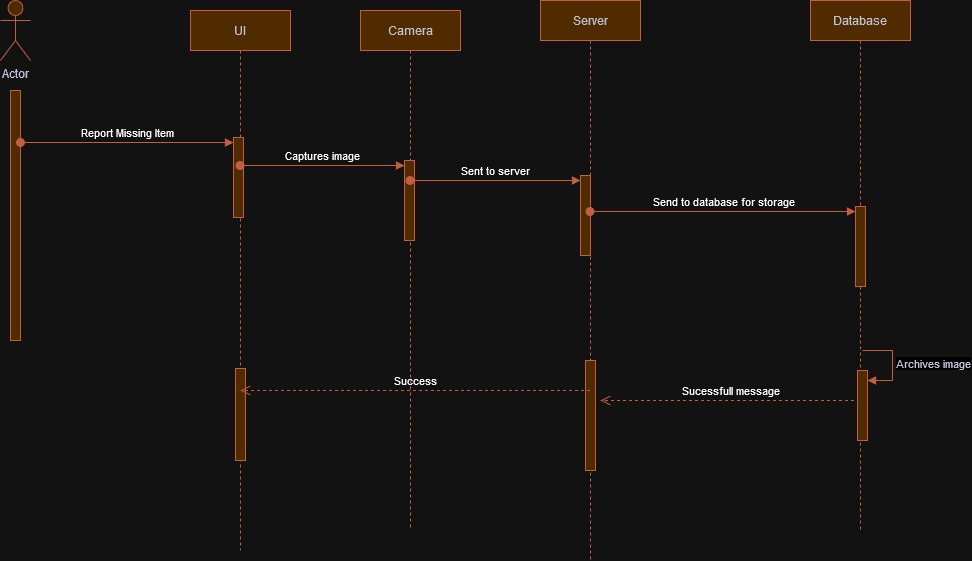 UI
Camera
Server
Database
Actor
Report Missing Item
Captures image
Sent to server
Send to database for storage
Archives image
Success
Sucessfull message